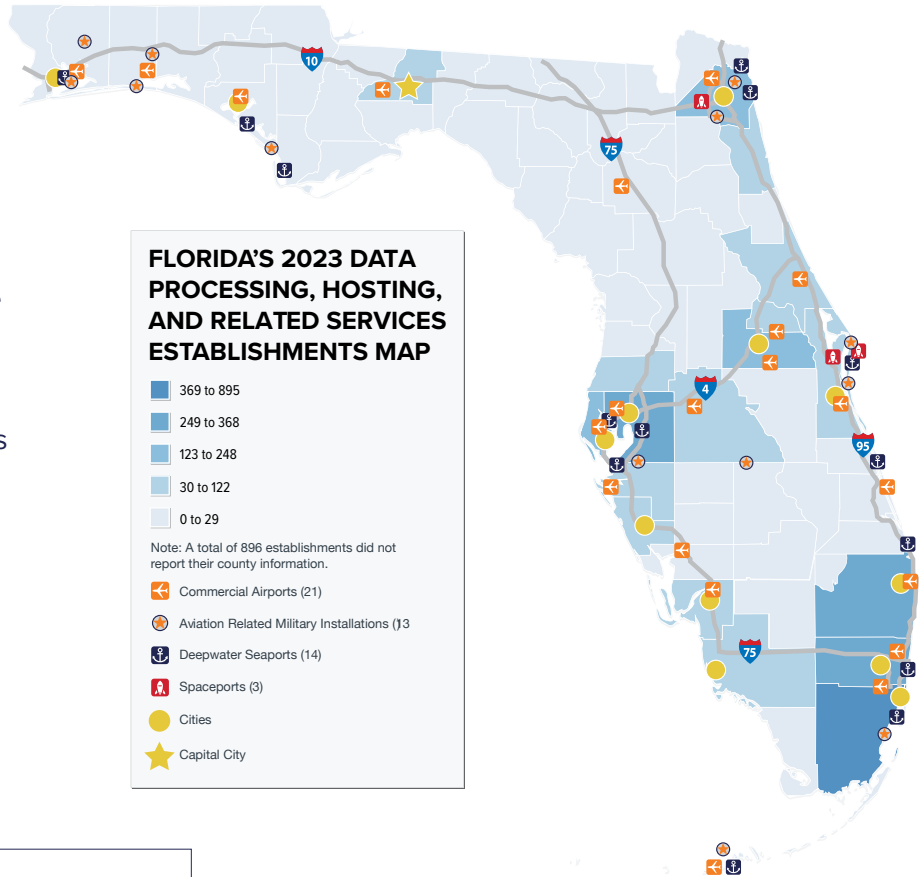 FLORIDA'S 2023 DATA
PROCESSING, HOSTING,
AND RELATED SERVICES
ESTABLISHMENTS MAP
369 to 895
249 to 368
123 to 248
30 to 122
0 to 29
Note: A total of 896 establishments did not
report their county information.
Commercial Airports (21)
Aviation Related Military Installations (13
Deepwater Seaports (14)
Spaceports (3)
Cities
Capital City
10
75
4
95
75
s